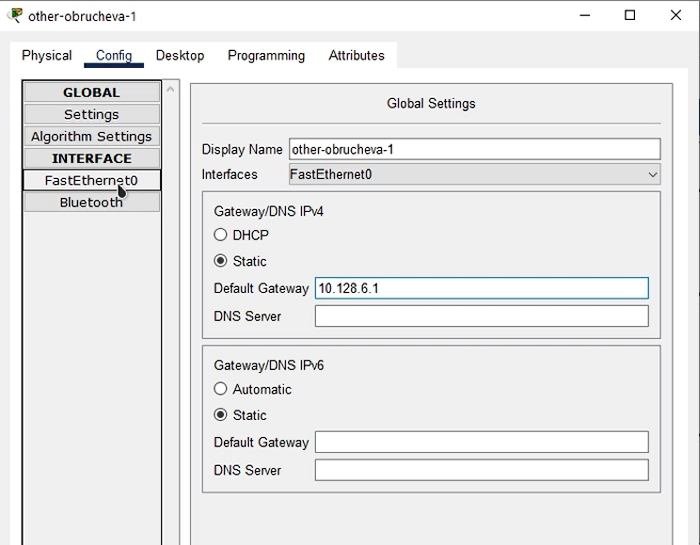 other-obrucheva-1
Physical Config Desktop Programming Attributes
GLOBAL
Settings
Algorithm Settings
INTERFACE
FastEthernet0
Bluetooth
Global Settings
Display Name other-obrucheva-1
Interfaces FastEthernet0
Gateway/DNS IPv4
DHCP
Static
Default Gateway 10.128.6.1
DNS Server
Gateway/DNS IPv6
Automatic
Static
Default Gateway
DNS Server